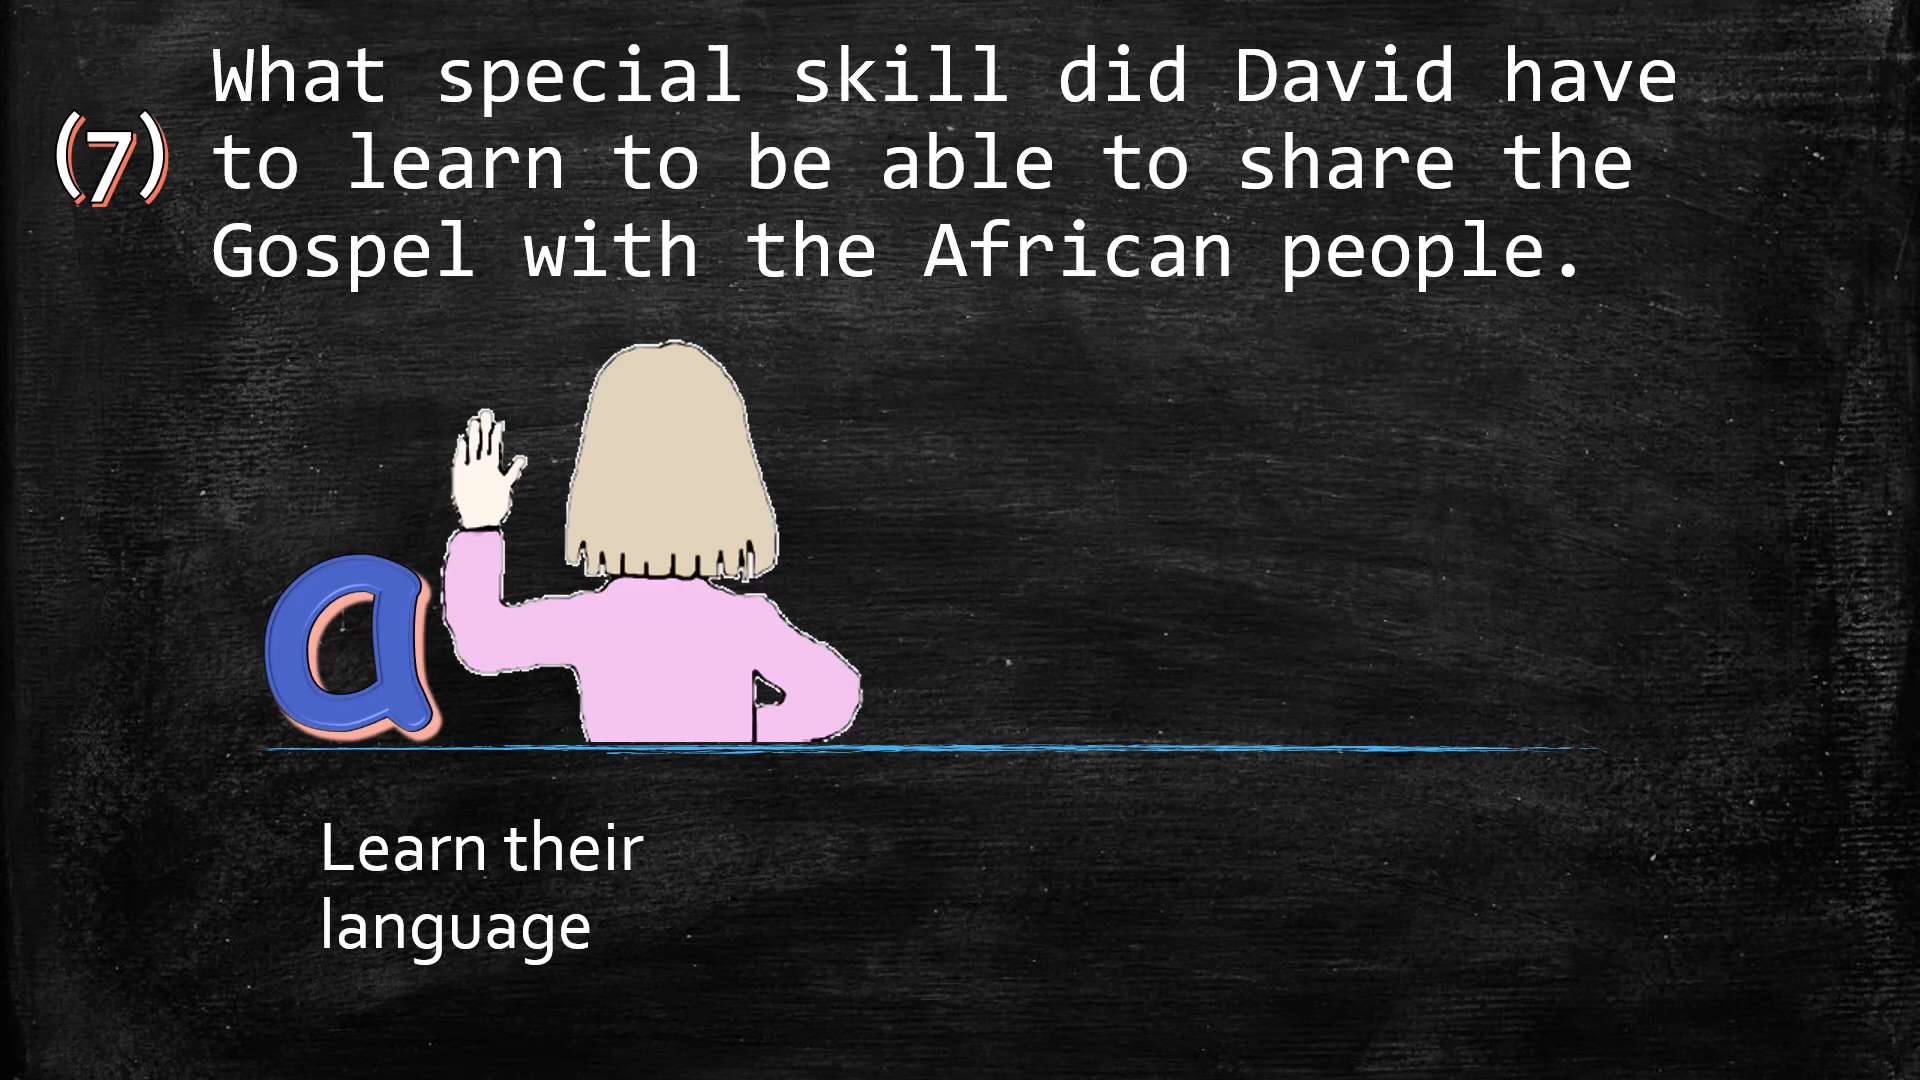 What special skill did David have
(7) to learn to be able to share the
Gospel with the African people.
a
Learn their
language